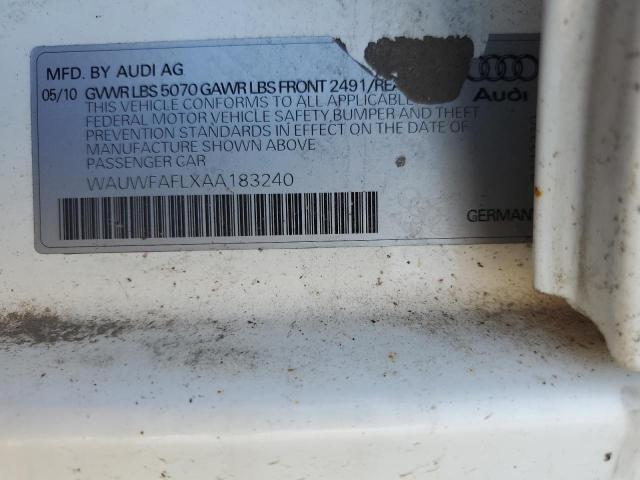 MFD. BY AUDI AG
05/10 GVWR LBS 5070 GAWR LBS FRONT 2491/REA
THIS VEHICLE CONFORMS TO ALL APPLICABLE
FEDERAL MOTOR VEHICLE SAFETY, BUMPER AND THEFT
PREVENTION STANDARDS IN EFFECT ON THE DATE OF
MANUFACTURE SHOWN ABOVE
PASSENGER CAR
WAUWFAFLXAA183240
Audi
GERMANY